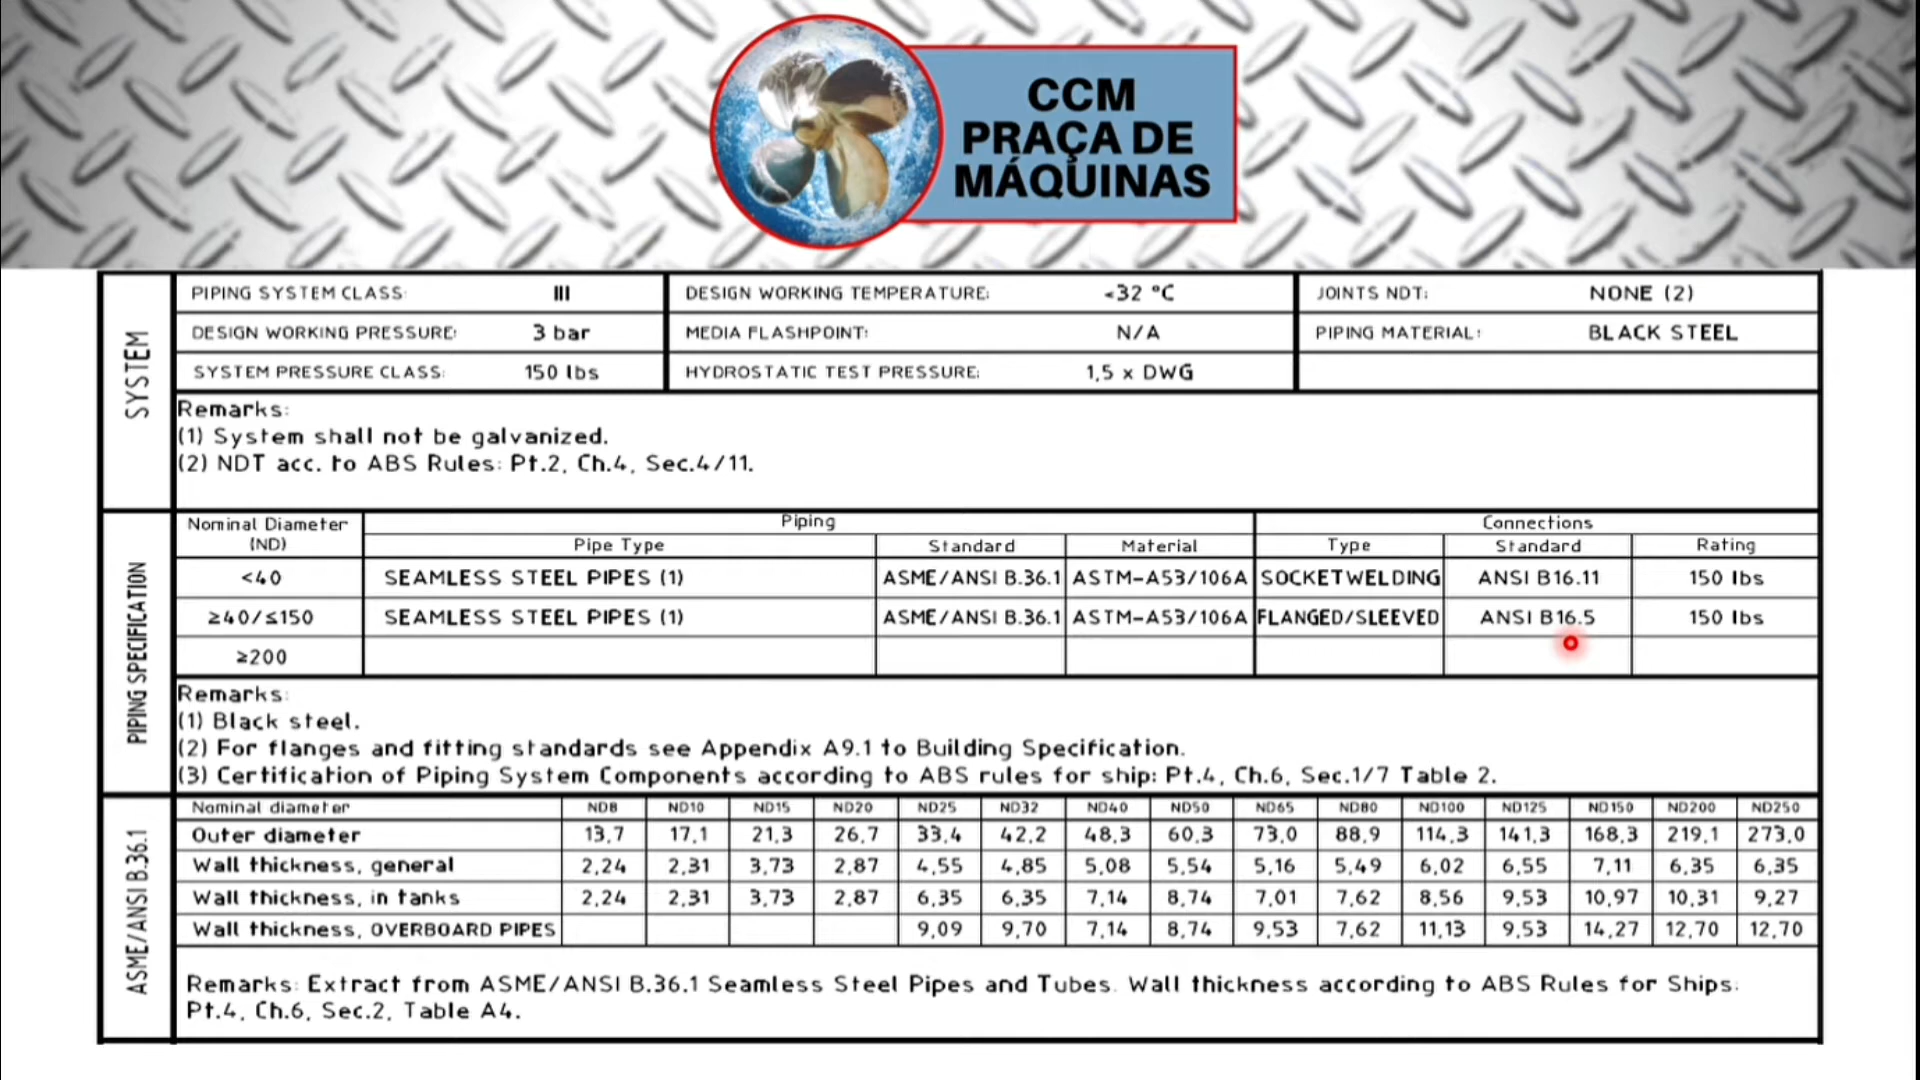 CCM
PRAÇA DE
MÁQUINAS
SYSTEM
PIPING SYSTEM CLASS: III DESIGN WORKING TEMPERATURE: <32 °C JOINTS NDT: NONE (2)
DESIGN WORKING PRESSURE: 3 bar MEDIA FLASHPOINT: N/A PIPING MATERIAL: BLACK STEEL
SYSTEM PRESSURE CLASS: 150 lbs HYDROSTATIC TEST PRESSURE: 1,5 x DWG
Remarks:
(1) System shall not be galvanized.
(2) NDT acc. to ABS Rules: Pt.2, Ch.4, Sec.4/11.
PIPING SPECIFICATION
Nominal Diameter (ND) Piping Connections
Pipe Type Standard Material Type Standard Rating
<40 SEAMLESS STEEL PIPES (1) ASME/ANSI B.36.1 ASTM-A53/106A SOCKETWELDING ANSI B16.11 150 lbs
≥40/≤150 SEAMLESS STEEL PIPES (1) ASME/ANSI B.36.1 ASTM-A53/106A FLANGED/SLEEVED ANSI B16.5 150 lbs
≥200
Remarks:
(1) Black steel.
(2) For flanges and fitting standards see Appendix A9.1 to Building Specification.
(3) Certification of Piping System Components according to ABS rules for ship: Pt.4, Ch.6, Sec.1/7 Table 2.
ASME/ANSI B.36.1
Nominal diameter ND8 ND10 ND15 ND20 ND25 ND32 ND40 ND50 ND65 ND80 ND100 ND125 ND150 ND200 ND250
Outer diameter 13,7 17,1 21,3 26,7 33,4 42,2 48,3 60,3 73,0 88,9 114,3 141,3 168,3 219,1 273,0
Wall thickness, general 2,24 2,31 3,73 2,87 4,55 4,85 5,08 5,54 5,16 5,49 6,02 6,55 7,11 6,35 6,35
Wall thickness, in tanks 2,24 2,31 3,73 2,87 6,35 6,35 7,14 8,74 7,01 7,62 8,56 9,53 10,97 10,31 9,27
Wall thickness, OVERBOARD PIPES 9,09 9,70 7,14 8,74 9,53 7,62 11,13 9,53 14,27 12,70 12,70
Remarks: Extract from ASME/ANSI B.36.1 Seamless Steel Pipes and Tubes. Wall thickness according to ABS Rules for Ships:
Pt.4, Ch.6, Sec.2, Table A4.